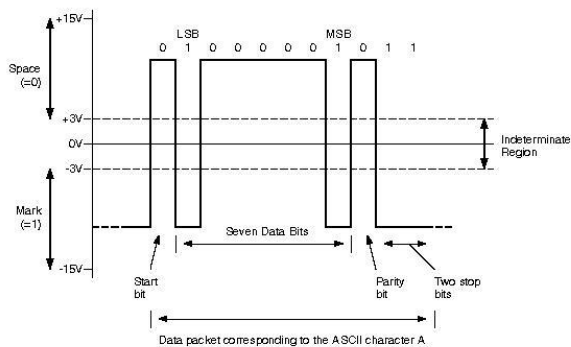 +15V
LSB MSB
0 1 0 0 0 0 0 1 0 1 1
Space
(=0)
+3V
0V
-3V
Indeterminate
Region
Mark
(=1)
Seven Data Bits
-15V
Start
bit
Parity
bit
Two stop
bits
Data packet corresponding to the ASCII character A